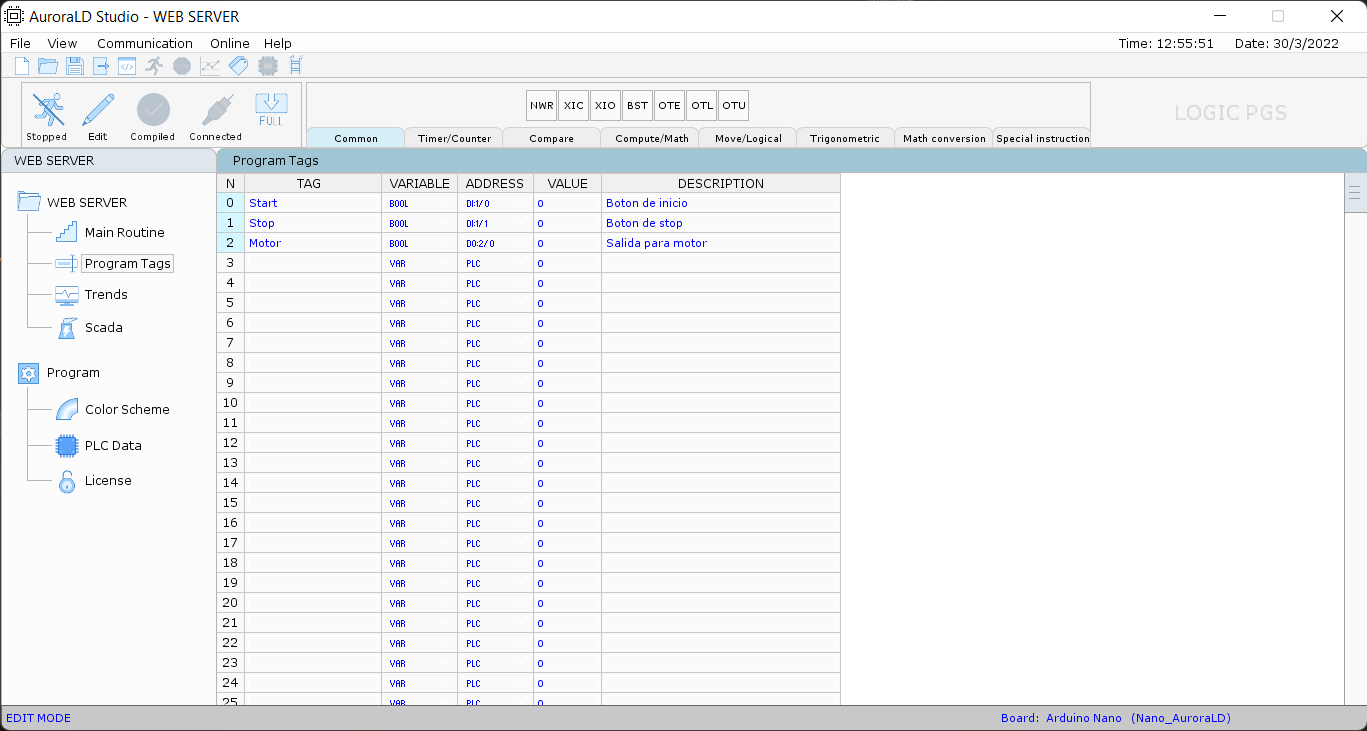 AuroraLD Studio - WEB SERVER
File View Communication Online Help Time: 12:55:51 Date: 30/3/2022
NWR XIC XIO BST OTE OTL OTU
LOGIC PGS
FULL
Stopped Edit Compiled Connected
Common Timer/Counter Compare Compute/Math Move/Logical Trigonometric Math conversion Special instruction
WEB SERVER
WEB SERVER
Main Routine
Program Tags
Trends
Scada
Program
Color Scheme
PLC Data
License
Program Tags
N TAG VARIABLE ADDRESS VALUE DESCRIPTION
0 Start BOOL DI:1/0 0 Boton de inicio
1 Stop BOOL DI:1/1 0 Boton de stop
2 Motor BOOL DO:2/0 0 Salida para motor
3 VAR PLC 0
4 VAR PLC 0
5 VAR PLC 0
6 VAR PLC 0
7 VAR PLC 0
8 VAR PLC 0
9 VAR PLC 0
10 VAR PLC 0
11 VAR PLC 0
12 VAR PLC 0
13 VAR PLC 0
14 VAR PLC 0
15 VAR PLC 0
16 VAR PLC 0
17 VAR PLC 0
18 VAR PLC 0
19 VAR PLC 0
20 VAR PLC 0
21 VAR PLC 0
22 VAR PLC 0
23 VAR PLC 0
24 VAR PLC 0
25 VAR PLC 0
EDIT MODE Board: Arduino Nano (Nano_AuroraLD)